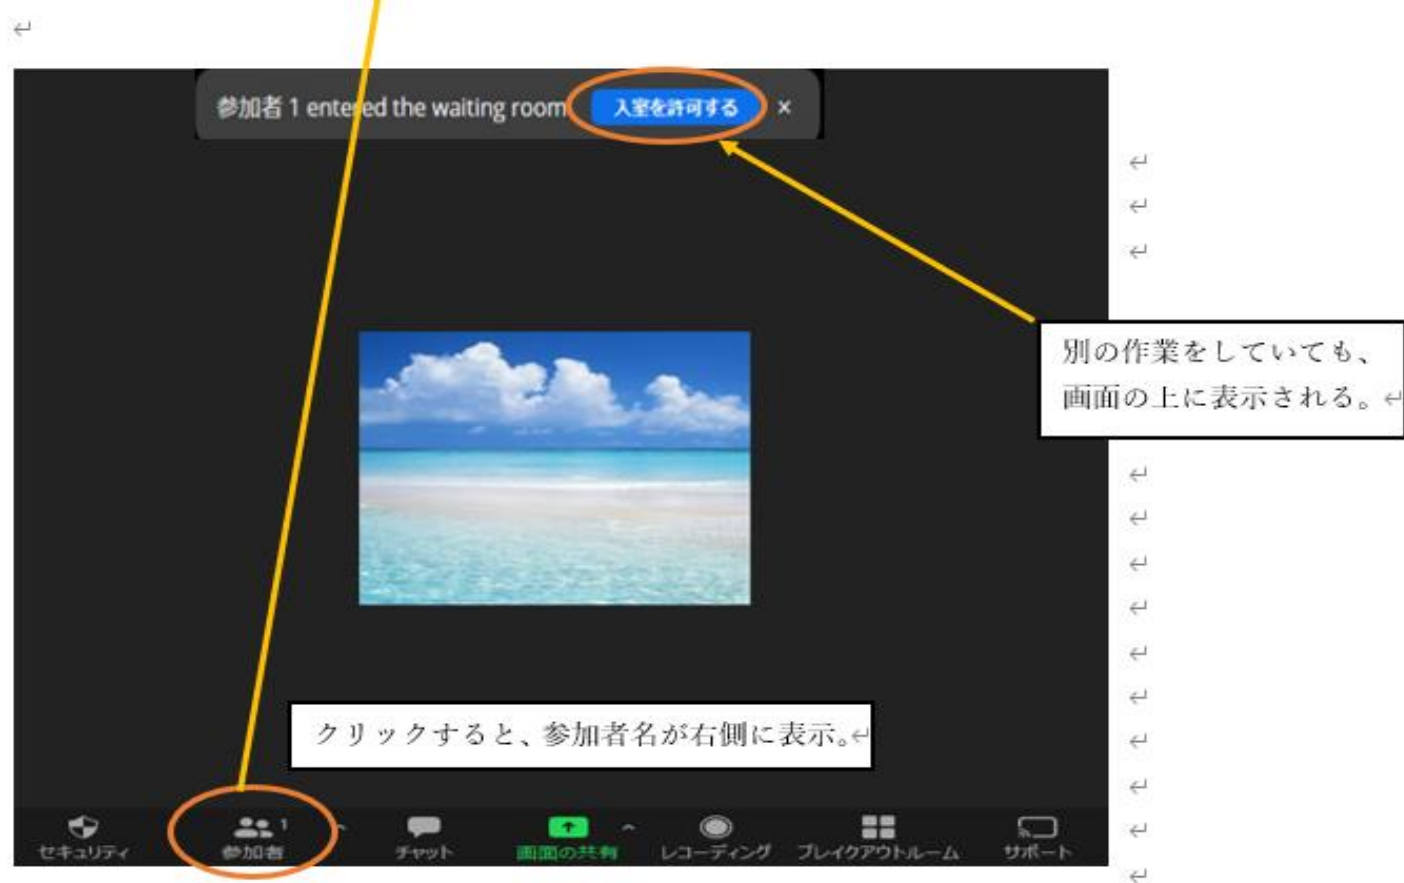 参加者 1 entered the waiting room 入室を許可する ×
別の作業をしていても、
画面の上に表示される。
クリックすると、参加者名が右側に表示。
1
セキュリティ 参加者 チャット 画面の共有 レコーディング ブレイクアウトルーム サポート